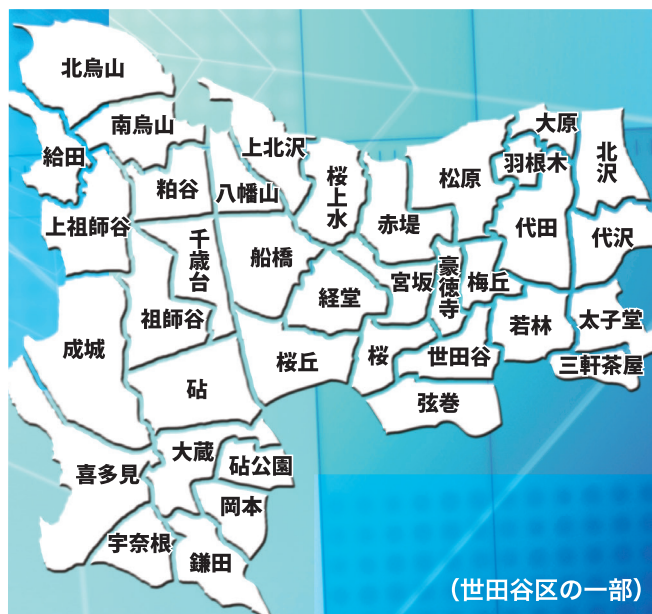 北烏山
南烏山
給田
上北沢
大原
松原
羽根木
北沢
粕谷
八幡山
桜上水
上祖師谷
赤堤
代田
代沢
千歳台
船橋
豪徳寺
梅丘
宮坂
経堂
祖師谷
若林
太子堂
成城
桜丘
桜
世田谷
三軒茶屋
砧
弦巻
大蔵
砧公園
喜多見
岡本
宇奈根
鎌田
（世田谷区の一部）